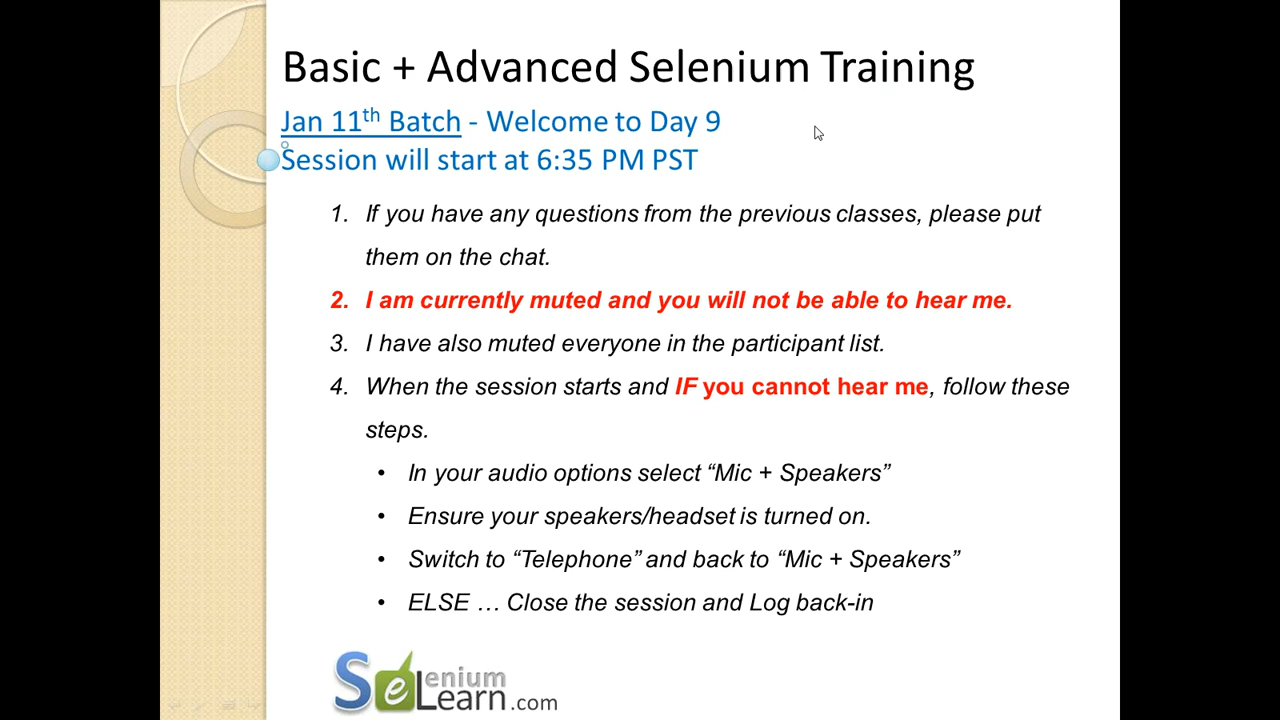 Basic + Advanced Selenium Training
Jan 11th Batch - Welcome to Day 9
Session will start at 6:35 PM PST
1. If you have any questions from the previous classes, please put
them on the chat.
2. I am currently muted and you will not be able to hear me.
3. I have also muted everyone in the participant list.
4. When the session starts and IF you cannot hear me, follow these
steps.
• In your audio options select “Mic + Speakers”
• Ensure your speakers/headset is turned on.
• Switch to “Telephone” and back to “Mic + Speakers”
• ELSE … Close the session and Log back-in
Selenium
Learn.com